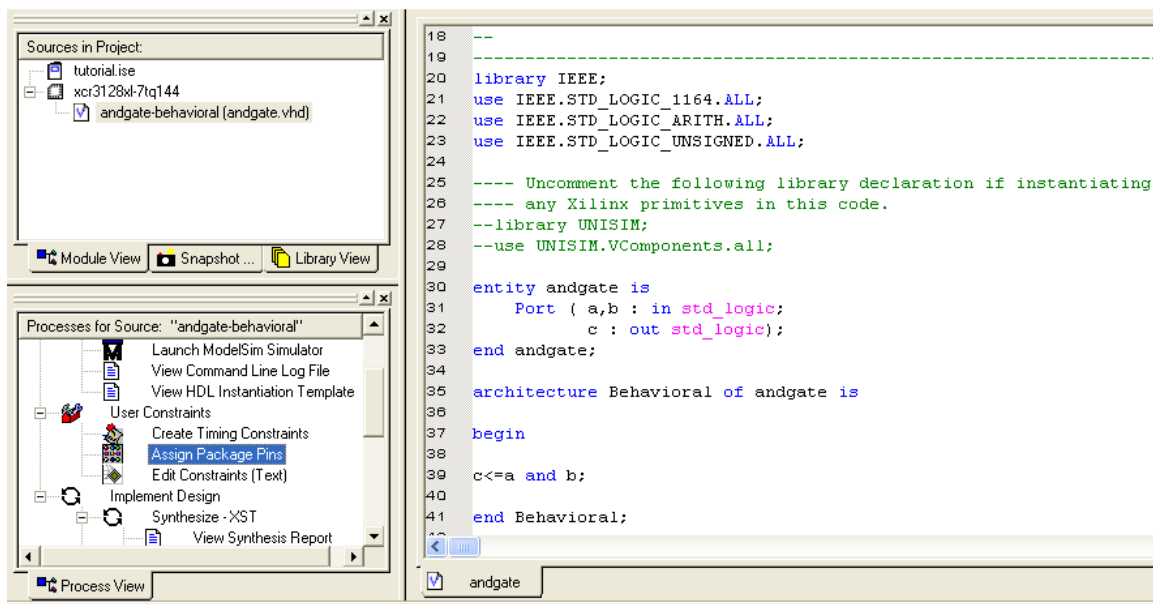 Sources in Project:
tutorial.ise
xcr3128xl-7tq144
andgate-behavioral (andgate.vhd)
Module View
Snapshot ...
Library View
Processes for Source: "andgate-behavioral"
Launch ModelSim Simulator
View Command Line Log File
View HDL Instantiation Template
User Constraints
Create Timing Constraints
Assign Package Pins
Edit Constraints (Text)
Implement Design
Synthesize - XST
View Synthesis Report
Process View
18 --
19 ----------------------------------------------------------------
20 library IEEE;
21 use IEEE.STD_LOGIC_1164.ALL;
22 use IEEE.STD_LOGIC_ARITH.ALL;
23 use IEEE.STD_LOGIC_UNSIGNED.ALL;
24
25 ---- Uncomment the following library declaration if instantiating
26 ---- any Xilinx primitives in this code.
27 --library UNISIM;
28 --use UNISIM.VComponents.all;
29
30 entity andgate is
31 Port ( a,b : in std_logic;
32 c : out std_logic);
33 end andgate;
34
35 architecture Behavioral of andgate is
36
37 begin
38
39 c<=a and b;
40
41 end Behavioral;
andgate